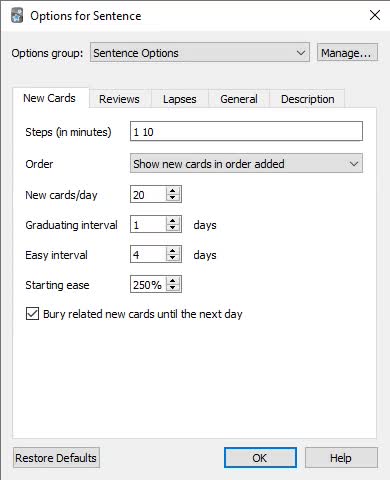 Options for Sentence
Options group: Sentence Options Manage...
New Cards Reviews Lapses General Description
Steps (in minutes) 1 10
Order Show new cards in order added
New cards/day 20
Graduating interval 1 days
Easy interval 4 days
Starting ease 250%
Bury related new cards until the next day
Restore Defaults OK Help